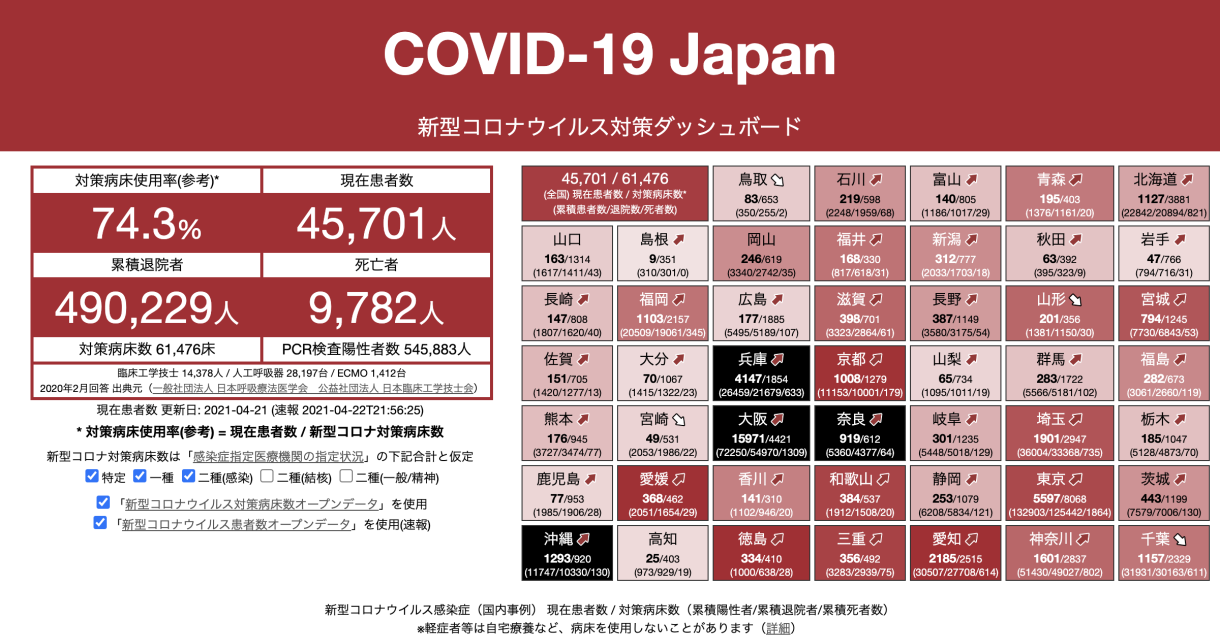 COVID-19 Japan
新型コロナウイルス対策ダッシュボード
対策病床使用率(参考)*
現在患者数
74.3%
45,701人
累積退院者
死亡者
490,229人
9,782人
対策病床数 61,476床
PCR検査陽性者数 545,883人
臨床工学技士 14,378人 / 人工呼吸器 28,197台 / ECMO 1,412台
2020年2月回答 出典元（一般社団法人 日本呼吸療法医学会　公益社団法人 日本臨床工学技士会）
現在患者数 更新日: 2021-04-21 (速報 2021-04-22T21:56:25)
* 対策病床使用率(参考) = 現在患者数 / 新型コロナ対策病床数
新型コロナ対策病床数は「感染症指定医療機関の指定状況」の下記合計と仮定
特定 一種 二種(感染) 二種(結核) 二種(一般/精神)
「新型コロナウイルス対策病床数オープンデータ」を使用
「新型コロナウイルス患者数オープンデータ」を使用(速報)
45,701 / 61,476
(全国) 現在患者数 / 対策病床数*
(累積患者数/退院数/死者数)
鳥取
83/653
(350/255/2)
石川
219/598
(2248/1959/68)
富山
140/805
(1186/1017/29)
青森
195/403
(1376/1161/20)
北海道
1127/3881
(22842/20894/821)
山口
163/1314
(1617/1411/43)
島根
9/351
(310/301/0)
岡山
246/619
(3340/2742/35)
福井
168/330
(817/618/31)
新潟
312/777
(2033/1703/18)
秋田
63/392
(395/323/9)
岩手
47/766
(794/716/31)
長崎
147/808
(1807/1620/40)
福岡
1103/2157
(20509/19061/345)
広島
177/1885
(5495/5189/107)
滋賀
398/701
(3323/2864/61)
長野
387/1149
(3580/3175/54)
山形
201/356
(1381/1150/30)
宮城
794/1245
(7730/6843/53)
佐賀
151/705
(1420/1277/13)
大分
70/1067
(1415/1322/23)
兵庫
4147/1854
(26459/21679/633)
京都
1008/1279
(11153/10001/179)
山梨
65/734
(1095/1011/19)
群馬
283/1722
(5566/5181/102)
福島
282/673
(3061/2660/119)
熊本
176/945
(3727/3474/77)
宮崎
49/531
(2053/1986/22)
大阪
15971/4421
(72250/54970/1309)
奈良
919/612
(5360/4377/64)
岐阜
301/1235
(5448/5018/129)
埼玉
1901/2947
(36004/33368/735)
栃木
185/1047
(5128/4873/70)
鹿児島
77/953
(1985/1906/28)
愛媛
368/462
(2051/1654/29)
香川
141/310
(1102/946/20)
和歌山
384/537
(1912/1508/20)
静岡
253/1079
(6208/5834/121)
東京
5597/8068
(132903/125442/1864)
茨城
443/1199
(7579/7006/130)
沖縄
1293/920
(11747/10330/130)
高知
25/403
(973/929/19)
徳島
334/410
(1000/638/28)
三重
356/492
(3283/2939/75)
愛知
2185/2515
(30507/27708/614)
神奈川
1601/2837
(51430/49027/802)
千葉
1157/2329
(31931/30163/611)
新型コロナウイルス感染症（国内事例） 現在患者数 / 対策病床数（累積陽性者/累積退院者/累積死者数）
※軽症者等は自宅療養など、病床を使用しないことがあります（詳細）